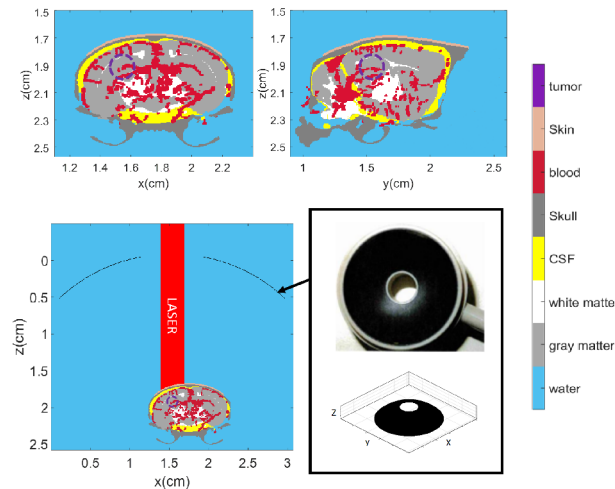 1.5
1.7
1.9
2.1
2.3
2.5
z(cm)
1.2
1.4
1.6
1.8
2
2.2
x(cm)
1.5
1.7
1.9
2.1
2.3
2.5
z(cm)
1
1.5
2
2.5
y(cm)
tumor
Skin
blood
Skull
CSF
white matte
gray matter
water
0
0.5
1
1.5
2
2.5
z(cm)
LASER
0.5
1
1.5
2
2.5
3
x(cm)
Z
y
X